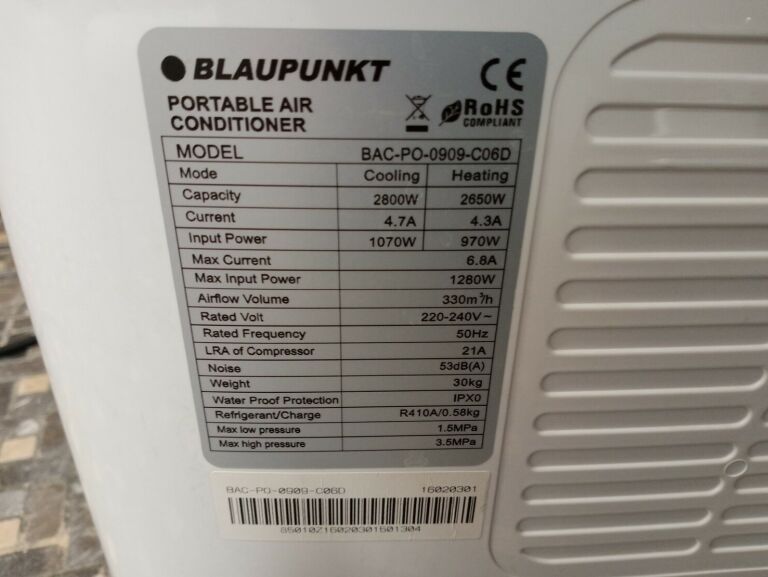 BLAUPUNKT
CE
PORTABLE AIR
CONDITIONER
RoHS
COMPLIANT
MODEL BAC-PO-0909-C06D
Mode Cooling Heating
Capacity 2800W 2650W
Current 4.7A 4.3A
Input Power 1070W 970W
Max Current 6.8A
Max Input Power 1280W
Airflow Volume 330m³/h
Rated Volt 220-240V~
Rated Frequency 50Hz
LRA of Compressor 21A
Noise 53dB(A)
Weight 30kg
Water Proof Protection IPX0
Refrigerant/Charge R410A/0.58kg
Max low pressure 1.5MPa
Max high pressure 3.5MPa
BAC-PO-0909-C06D 16020301
85010Z16020301601304